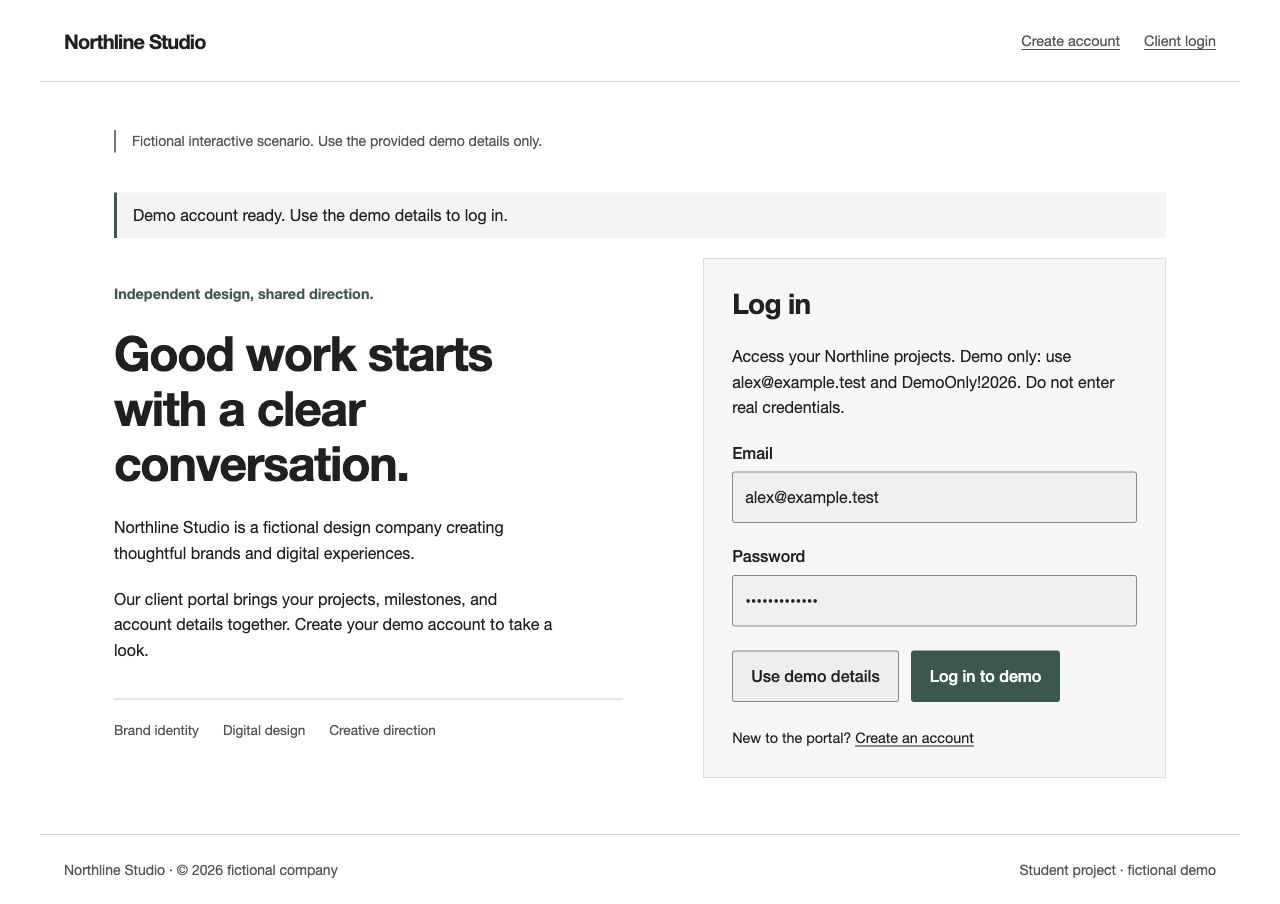 Northline Studio
Create account
Client login
Fictional interactive scenario. Use the provided demo details only.
Demo account ready. Use the demo details to log in.
Independent design, shared direction.
Good work starts
with a clear
conversation.
Northline Studio is a fictional design company creating
thoughtful brands and digital experiences.
Our client portal brings your projects, milestones, and
account details together. Create your demo account to take a
look.
Brand identity
Digital design
Creative direction
Log in
Access your Northline projects. Demo only: use
alex@example.test and DemoOnly!2026. Do not enter
real credentials.
Email
alex@example.test
Password
•••••••••••••
Use demo details
Log in to demo
New to the portal? Create an account
Northline Studio · © 2026 fictional company
Student project · fictional demo